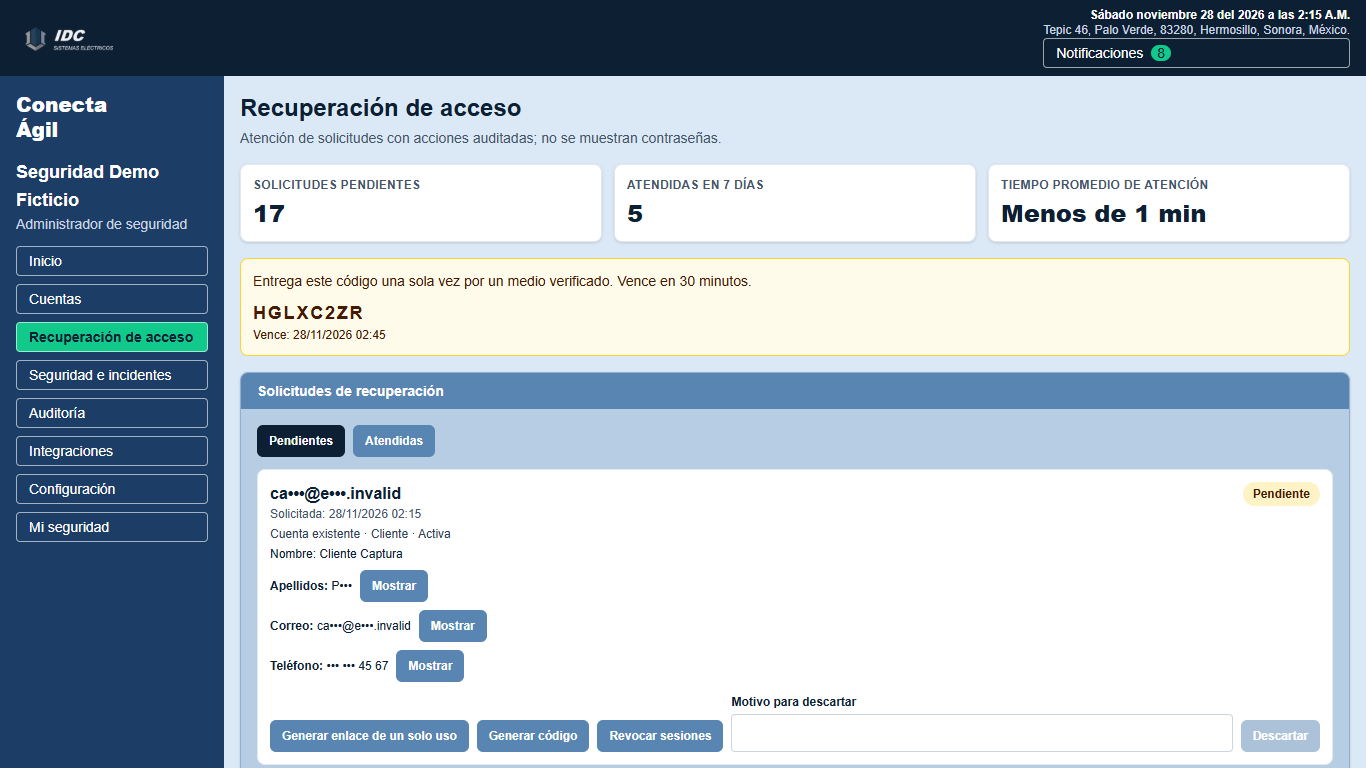 IDC
SISTEMAS ELÉCTRICOS
Sábado noviembre 28 del 2026 a las 2:15 A.M.
Tepic 46, Palo Verde, 83280, Hermosillo, Sonora, México.
Notificaciones 8
Conecta
Ágil
Seguridad Demo
Ficticio
Administrador de seguridad
Inicio
Cuentas
Recuperación de acceso
Seguridad e incidentes
Auditoría
Integraciones
Configuración
Mi seguridad
Recuperación de acceso
Atención de solicitudes con acciones auditadas; no se muestran contraseñas.
SOLICITUDES PENDIENTES
17
ATENDIDAS EN 7 DÍAS
5
TIEMPO PROMEDIO DE ATENCIÓN
Menos de 1 min
Entrega este código una sola vez por un medio verificado. Vence en 30 minutos.
HGLXC2ZR
Vence: 28/11/2026 02:45
Solicitudes de recuperación
Pendientes Atendidas
ca•••@e•••.invalid Pendiente
Solicitada: 28/11/2026 02:15
Cuenta existente · Cliente · Activa
Nombre: Cliente Captura
Apellidos: P••• Mostrar
Correo: ca•••@e•••.invalid Mostrar
Teléfono: ••• ••• 45 67 Mostrar
Motivo para descartar
Generar enlace de un solo uso Generar código Revocar sesiones Descartar